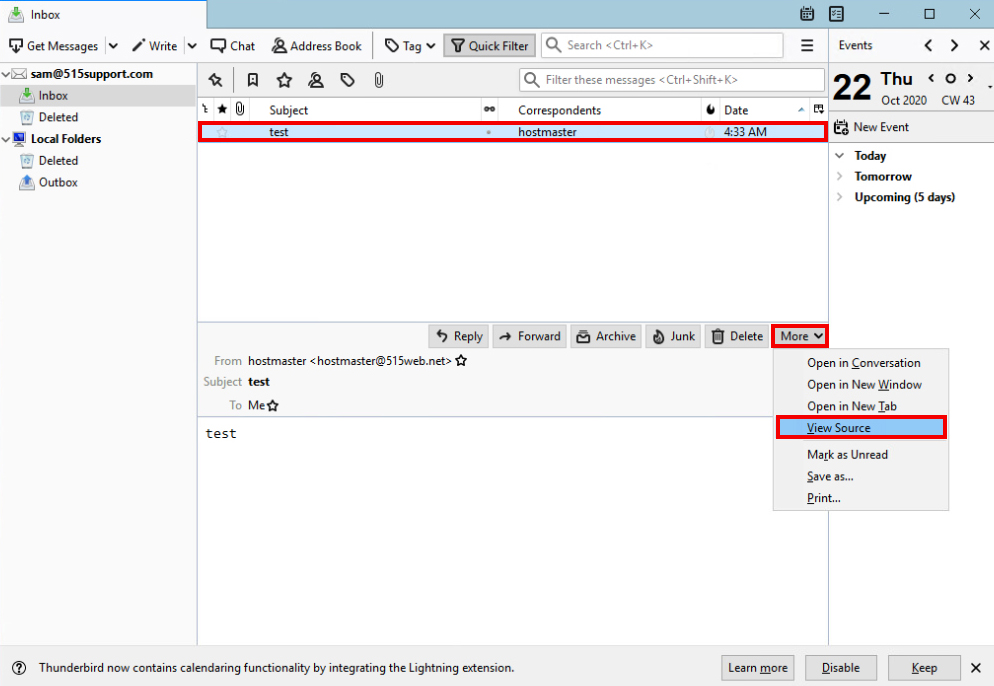 Inbox
Get Messages Write Chat Address Book Tag Quick Filter Search <Ctrl+K> Events
sam@515support.com
Inbox
Deleted
Local Folders
Deleted
Outbox
Filter these messages <Ctrl+Shift+K>
Subject Correspondents Date
test hostmaster 4:33 AM
22 Thu
Oct 2020 CW 43
New Event
Today
Tomorrow
Upcoming (5 days)
Reply Forward Archive Junk Delete More
From hostmaster <hostmaster@515web.net>
Subject test
To Me
test
Open in Conversation
Open in New Window
Open in New Tab
View Source
Mark as Unread
Save as...
Print...
Thunderbird now contains calendaring functionality by integrating the Lightning extension. Learn more Disable Keep